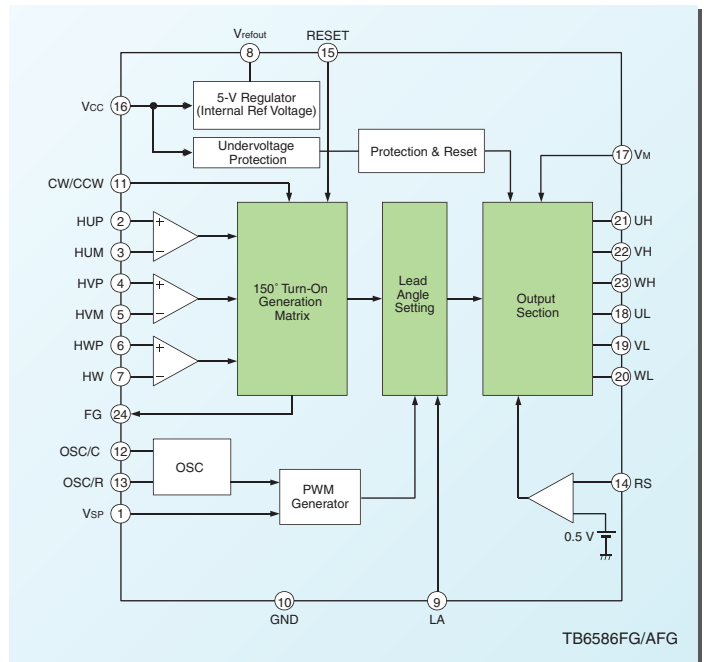 Vrefout
RESET
8
15
5-V Regulator
(Internal Ref Voltage)
VCC
16
Undervoltage
Protection
Protection & Reset
17
VM
CW/CCW
11
HUP
2
+
HUM
3
−
HVP
4
+
HVM
5
−
HWP
6
+
HW
7
−
150° Turn-On
Generation
Matrix
Lead
Angle
Setting
Output
Section
21
UH
22
VH
23
WH
18
UL
19
VL
20
WL
FG
24
OSC/C
12
OSC/R
13
OSC
VSP
1
PWM
Generator
14
RS
0.5 V
10
GND
9
LA
TB6586FG/AFG